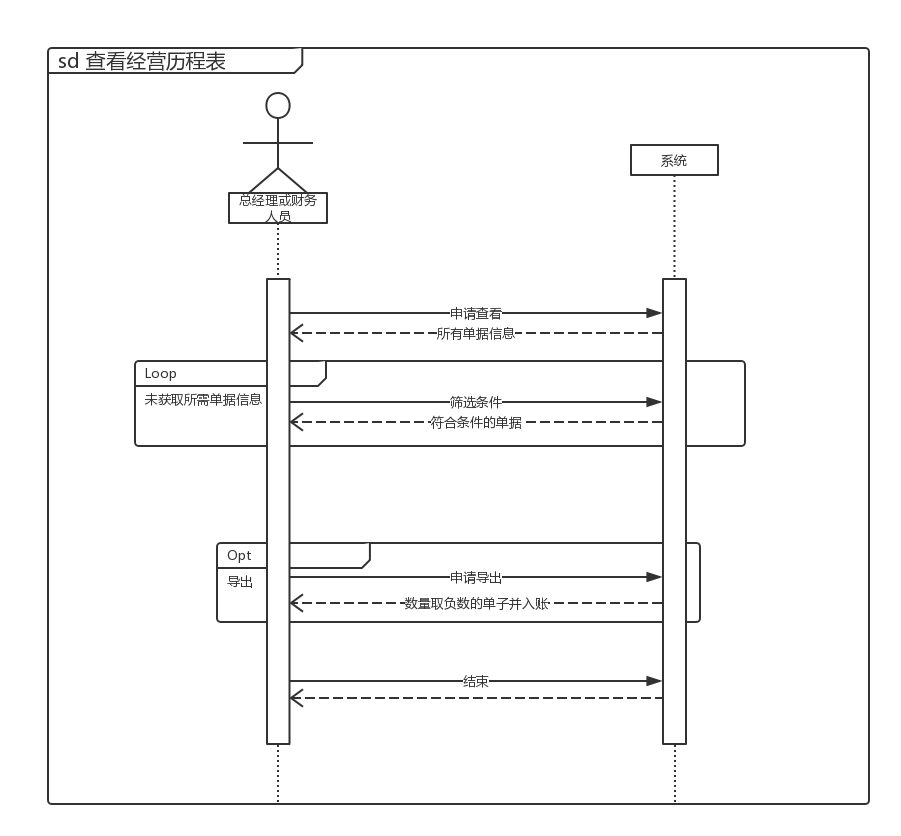 sd 查看经营历程表
总经理或财务
人员
系统
申请查看
所有单据信息
Loop
未获取所需单据信息
筛选条件
符合条件的单据
Opt
导出
申请导出
数量取负数的单子并入账
结束